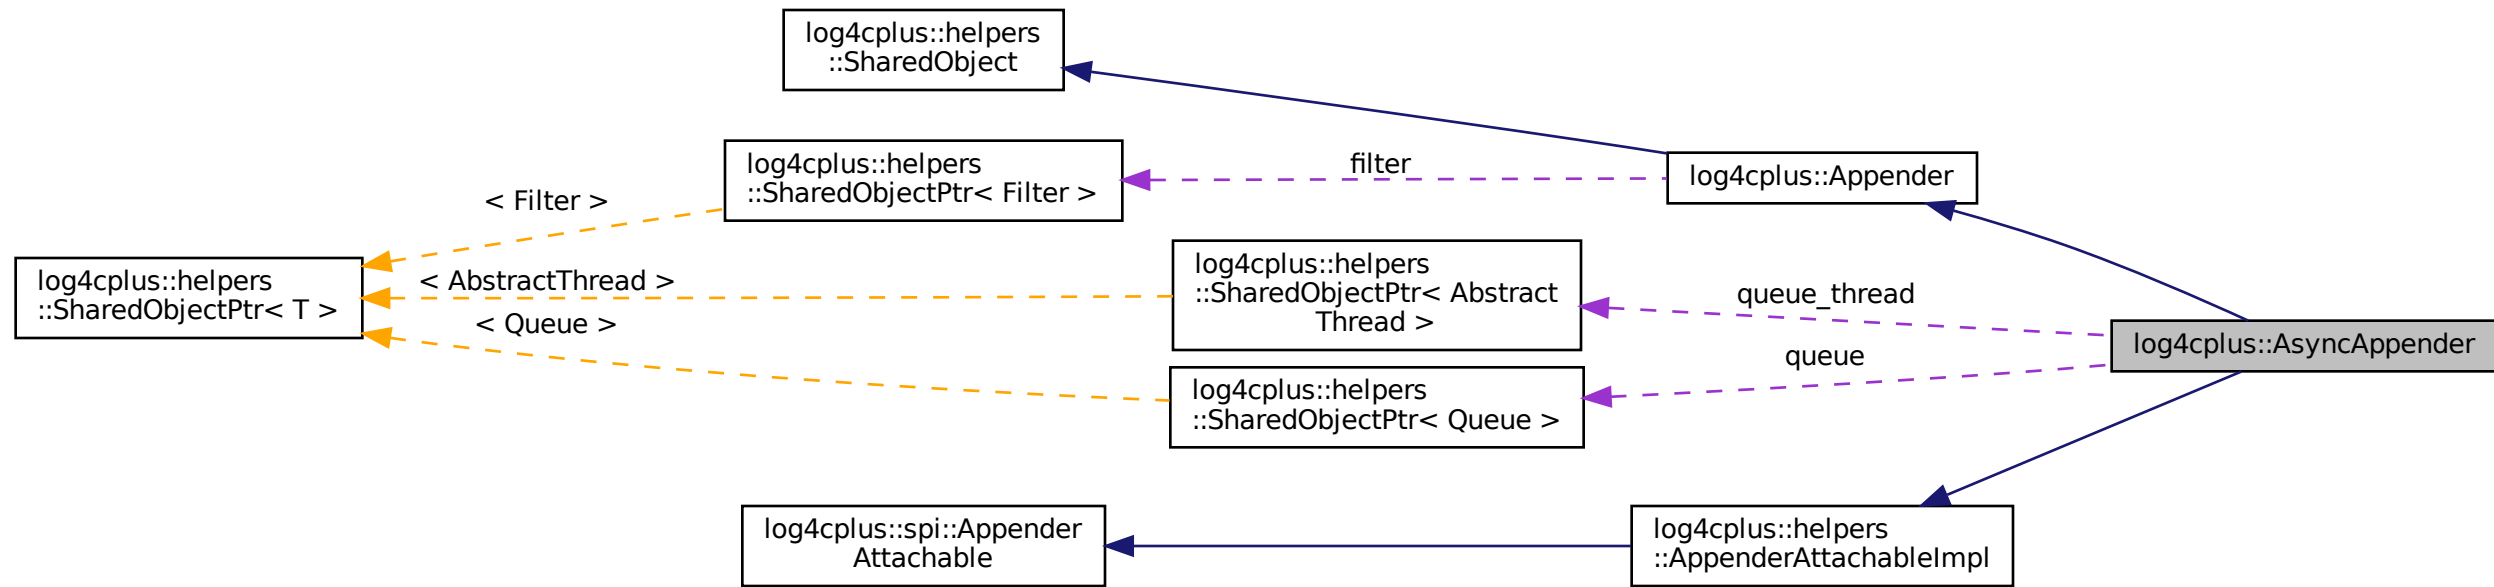 log4cplus::helpers
::SharedObject
log4cplus::helpers
::SharedObjectPtr< Filter >
filter
log4cplus::Appender
< Filter >
log4cplus::helpers
::SharedObjectPtr< T >
< AbstractThread >
< Queue >
log4cplus::helpers
::SharedObjectPtr< Abstract
Thread >
queue_thread
log4cplus::AsyncAppender
queue
log4cplus::helpers
::SharedObjectPtr< Queue >
log4cplus::spi::Appender
Attachable
log4cplus::helpers
::AppenderAttachableImpl